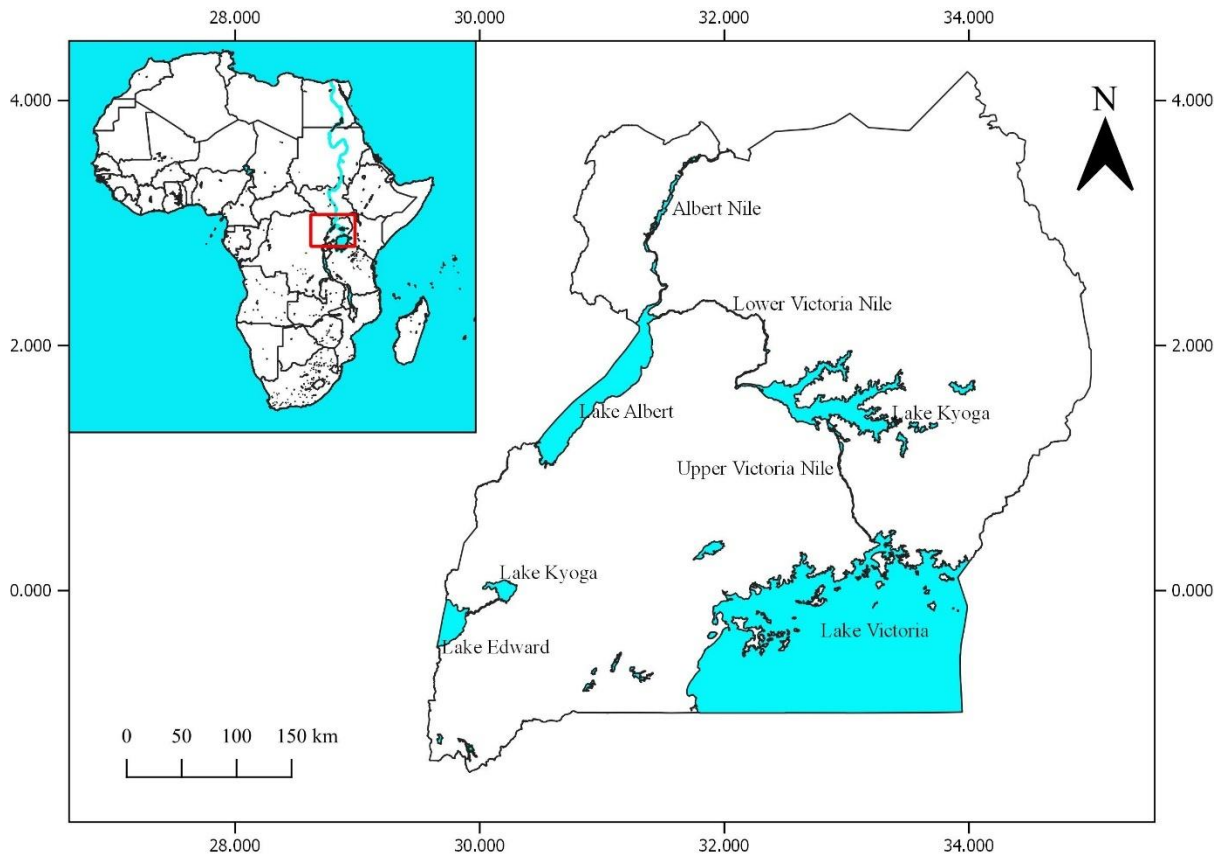 28.000
30.000
32.000
34.000
4.000
4.000
N
Albert Nile
Lower Victoria Nile
2.000
2.000
Lake Albert
Lake Kyoga
Upper Victoria Nile
Lake Kyoga
0.000
0.000
Lake Victoria
Lake Edward
0 50 100 150 km
28.000
30.000
32.000
34.000